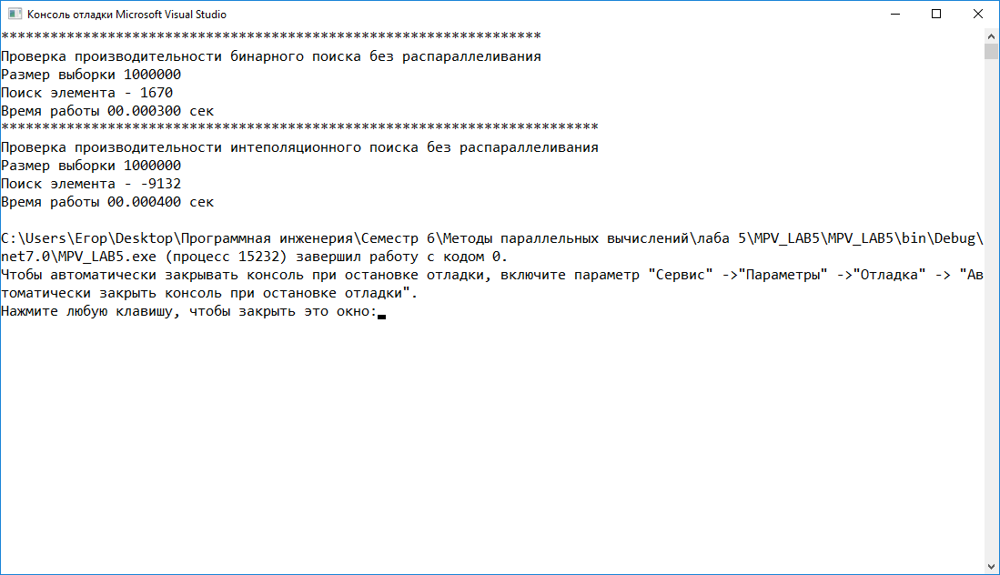 Консоль отладки Microsoft Visual Studio
******************************************************************
Проверка производительности бинарного поиска без распараллеливания
Размер выборки 1000000
Поиск элемента - 1670
Время работы 00.000300 сек
*************************************************************************
Проверка производительности интеполяционного поиска без распараллеливания
Размер выборки 1000000
Поиск элемента - -9132
Время работы 00.000400 сек
C:\Users\Егор\Desktop\Программная инженерия\Семестр 6\Методы параллельных вычислений\лаба 5\MPV_LAB5\MPV_LAB5\bin\Debug\
net7.0\MPV_LAB5.exe (процесс 15232) завершил работу с кодом 0.
Чтобы автоматически закрывать консоль при остановке отладки, включите параметр "Сервис" ->"Параметры" ->"Отладка" -> "Ав
томатически закрыть консоль при остановке отладки".
Нажмите любую клавишу, чтобы закрыть это окно: